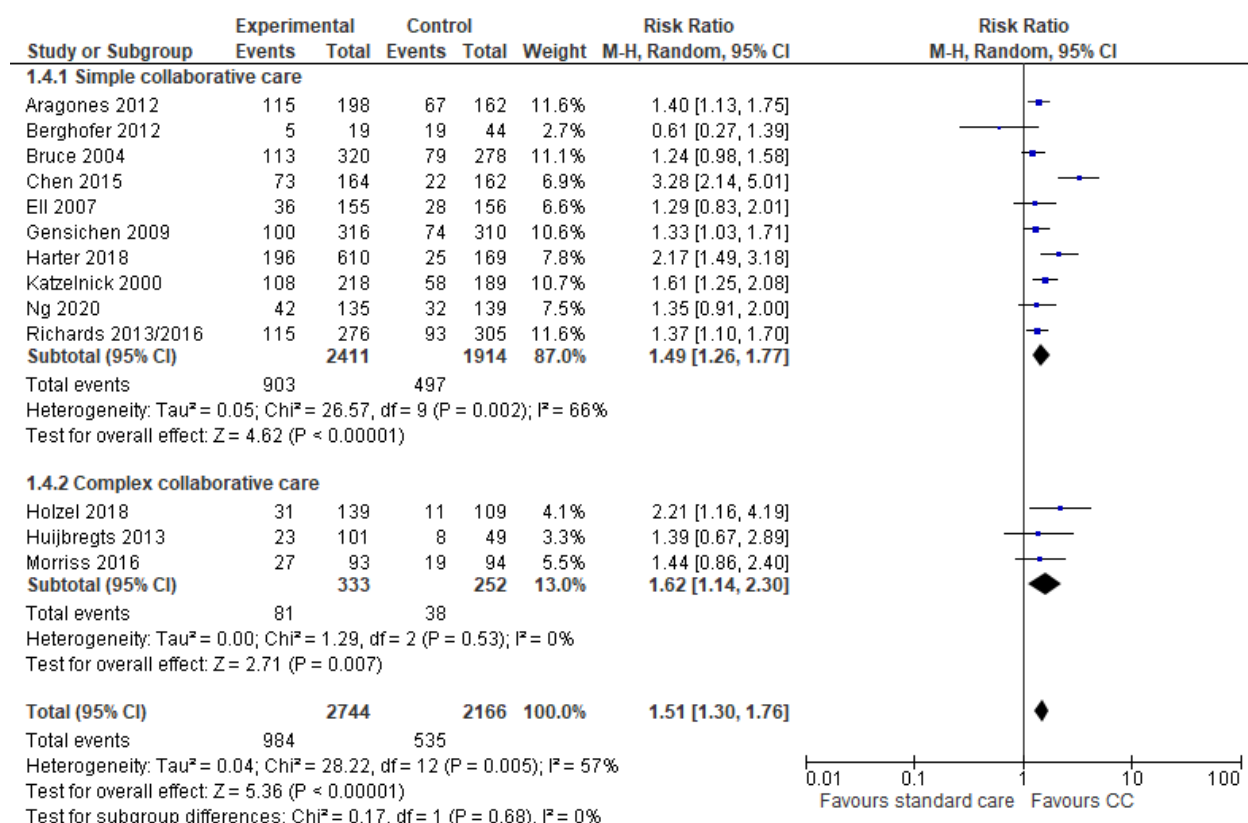 Experimental Control Risk Ratio Risk Ratio
Study or Subgroup Events Total Events Total Weight M-H, Random, 95% CI M-H, Random, 95% CI
1.4.1 Simple collaborative care
Aragones 2012 115 198 67 162 11.6% 1.40 [1.13, 1.75]
Berghofer 2012 5 19 19 44 2.7% 0.61 [0.27, 1.39]
Bruce 2004 113 320 79 278 11.1% 1.24 [0.98, 1.58]
Chen 2015 73 164 22 162 6.9% 3.28 [2.14, 5.01]
Ell 2007 36 155 28 156 6.6% 1.29 [0.83, 2.01]
Gensichen 2009 100 316 74 310 10.6% 1.33 [1.03, 1.71]
Harter 2018 196 610 25 169 7.8% 2.17 [1.49, 3.18]
Katzelnick 2000 108 218 58 189 10.7% 1.61 [1.25, 2.08]
Ng 2020 42 135 32 139 7.5% 1.35 [0.91, 2.00]
Richards 2013/2016 115 276 93 305 11.6% 1.37 [1.10, 1.70]
Subtotal (95% CI) 2411 1914 87.0% 1.49 [1.26, 1.77]
Total events 903 497
Heterogeneity: Tau² = 0.05; Chi² = 26.57, df = 9 (P = 0.002); I² = 66%
Test for overall effect: Z = 4.62 (P < 0.00001)
1.4.2 Complex collaborative care
Holzel 2018 31 139 11 109 4.1% 2.21 [1.16, 4.19]
Huijbregts 2013 23 101 8 49 3.3% 1.39 [0.67, 2.89]
Morriss 2016 27 93 19 94 5.5% 1.44 [0.86, 2.40]
Subtotal (95% CI) 333 252 13.0% 1.62 [1.14, 2.30]
Total events 81 38
Heterogeneity: Tau² = 0.00; Chi² = 1.29, df = 2 (P = 0.53); I² = 0%
Test for overall effect: Z = 2.71 (P = 0.007)
Total (95% CI) 2744 2166 100.0% 1.51 [1.30, 1.76]
Total events 984 535
Heterogeneity: Tau² = 0.04; Chi² = 28.22, df = 12 (P = 0.005); I² = 57%
Test for overall effect: Z = 5.36 (P < 0.00001)
Test for subgroup differences: Chi² = 0.17, df = 1 (P = 0.68), I² = 0%
0.01 0.1 1 10 100
Favours standard care Favours CC